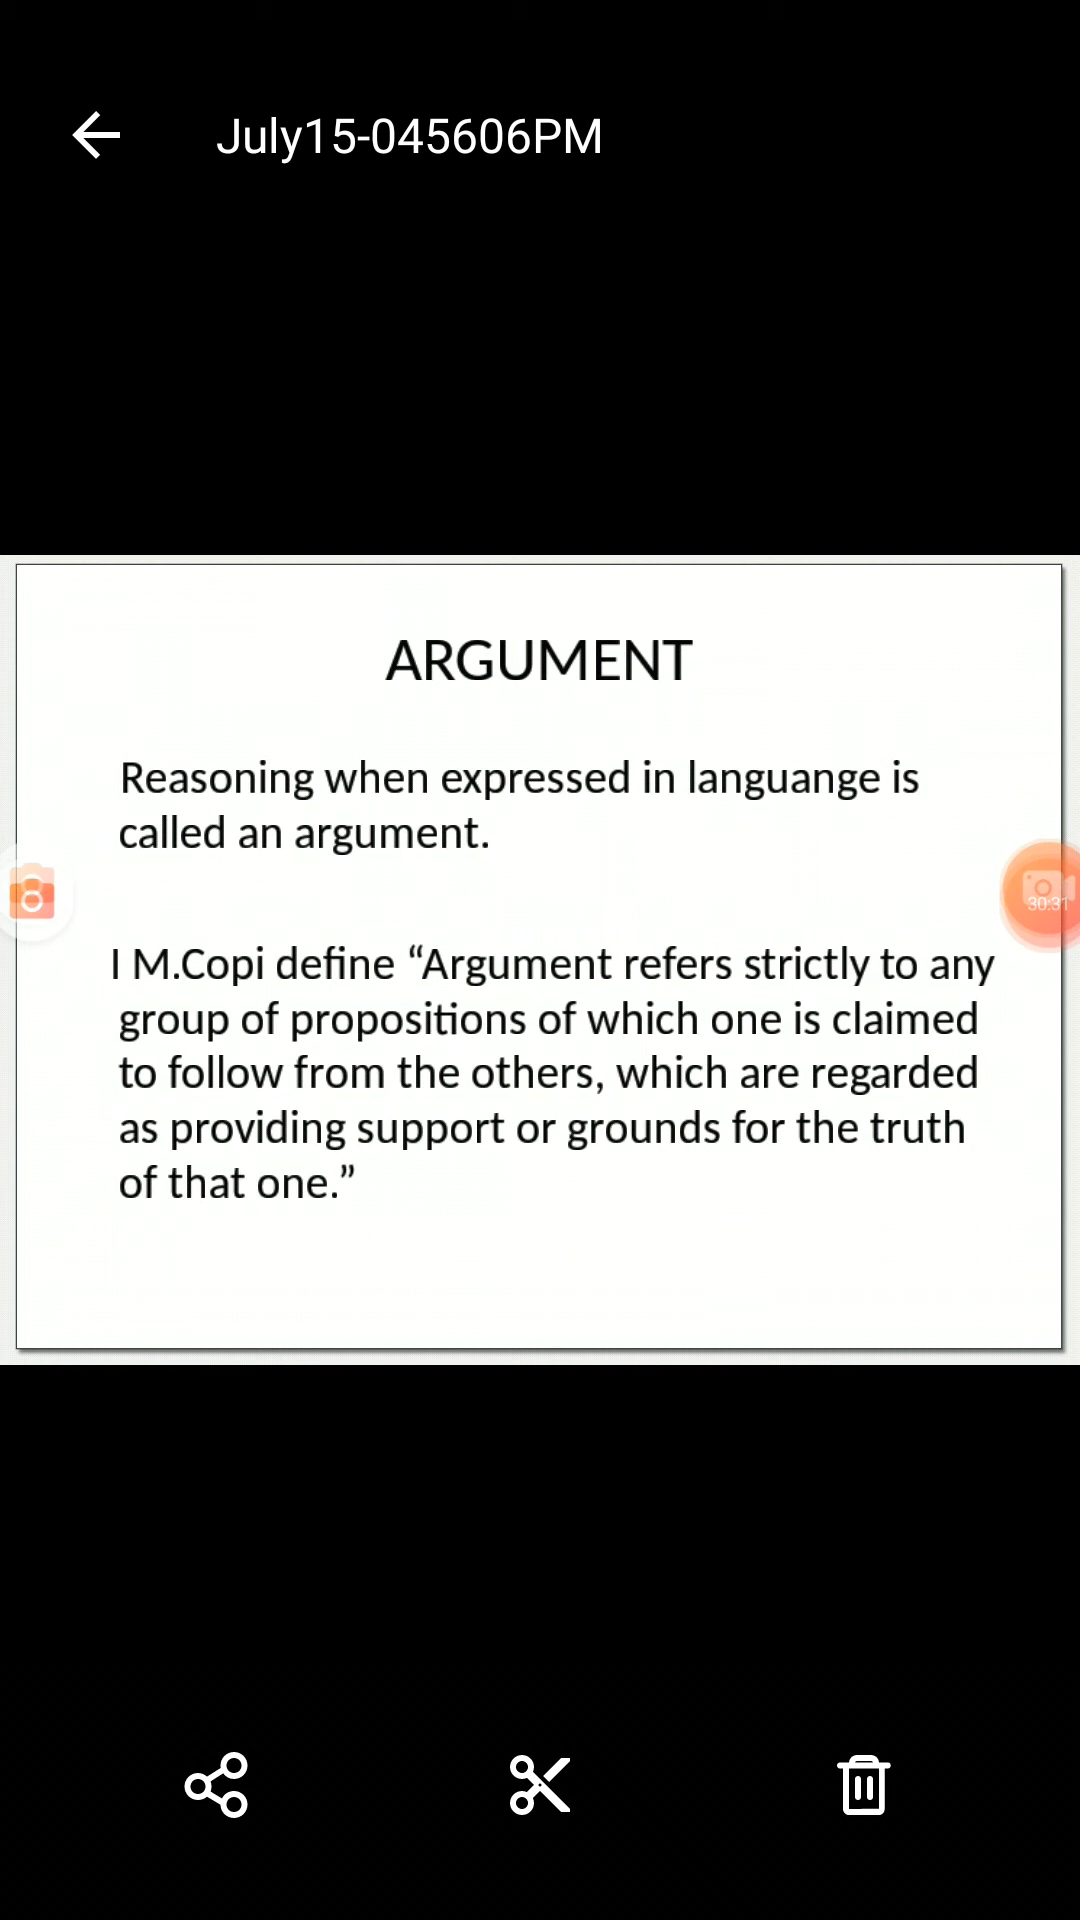 July15-045606PM
ARGUMENT
Reasoning when expressed in languange is
called an argument.
30:31
I M.Copi define “Argument refers strictly to any
group of propositions of which one is claimed
to follow from the others, which are regarded
as providing support or grounds for the truth
of that one.”